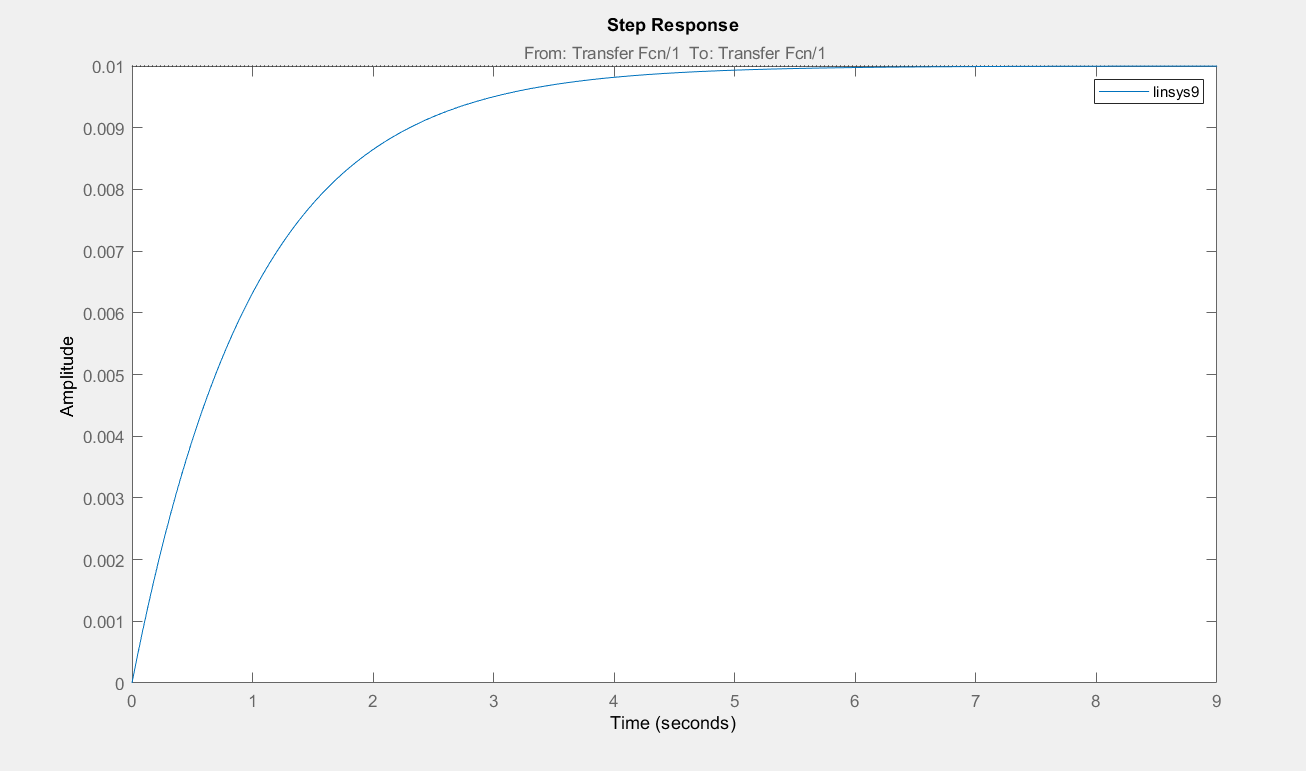 Step Response
From: Transfer Fcn/1  To: Transfer Fcn/1
linsys9
0.01
0.009
0.008
0.007
0.006
0.005
0.004
0.003
0.002
0.001
0
Amplitude
0 1 2 3 4 5 6 7 8 9
Time (seconds)